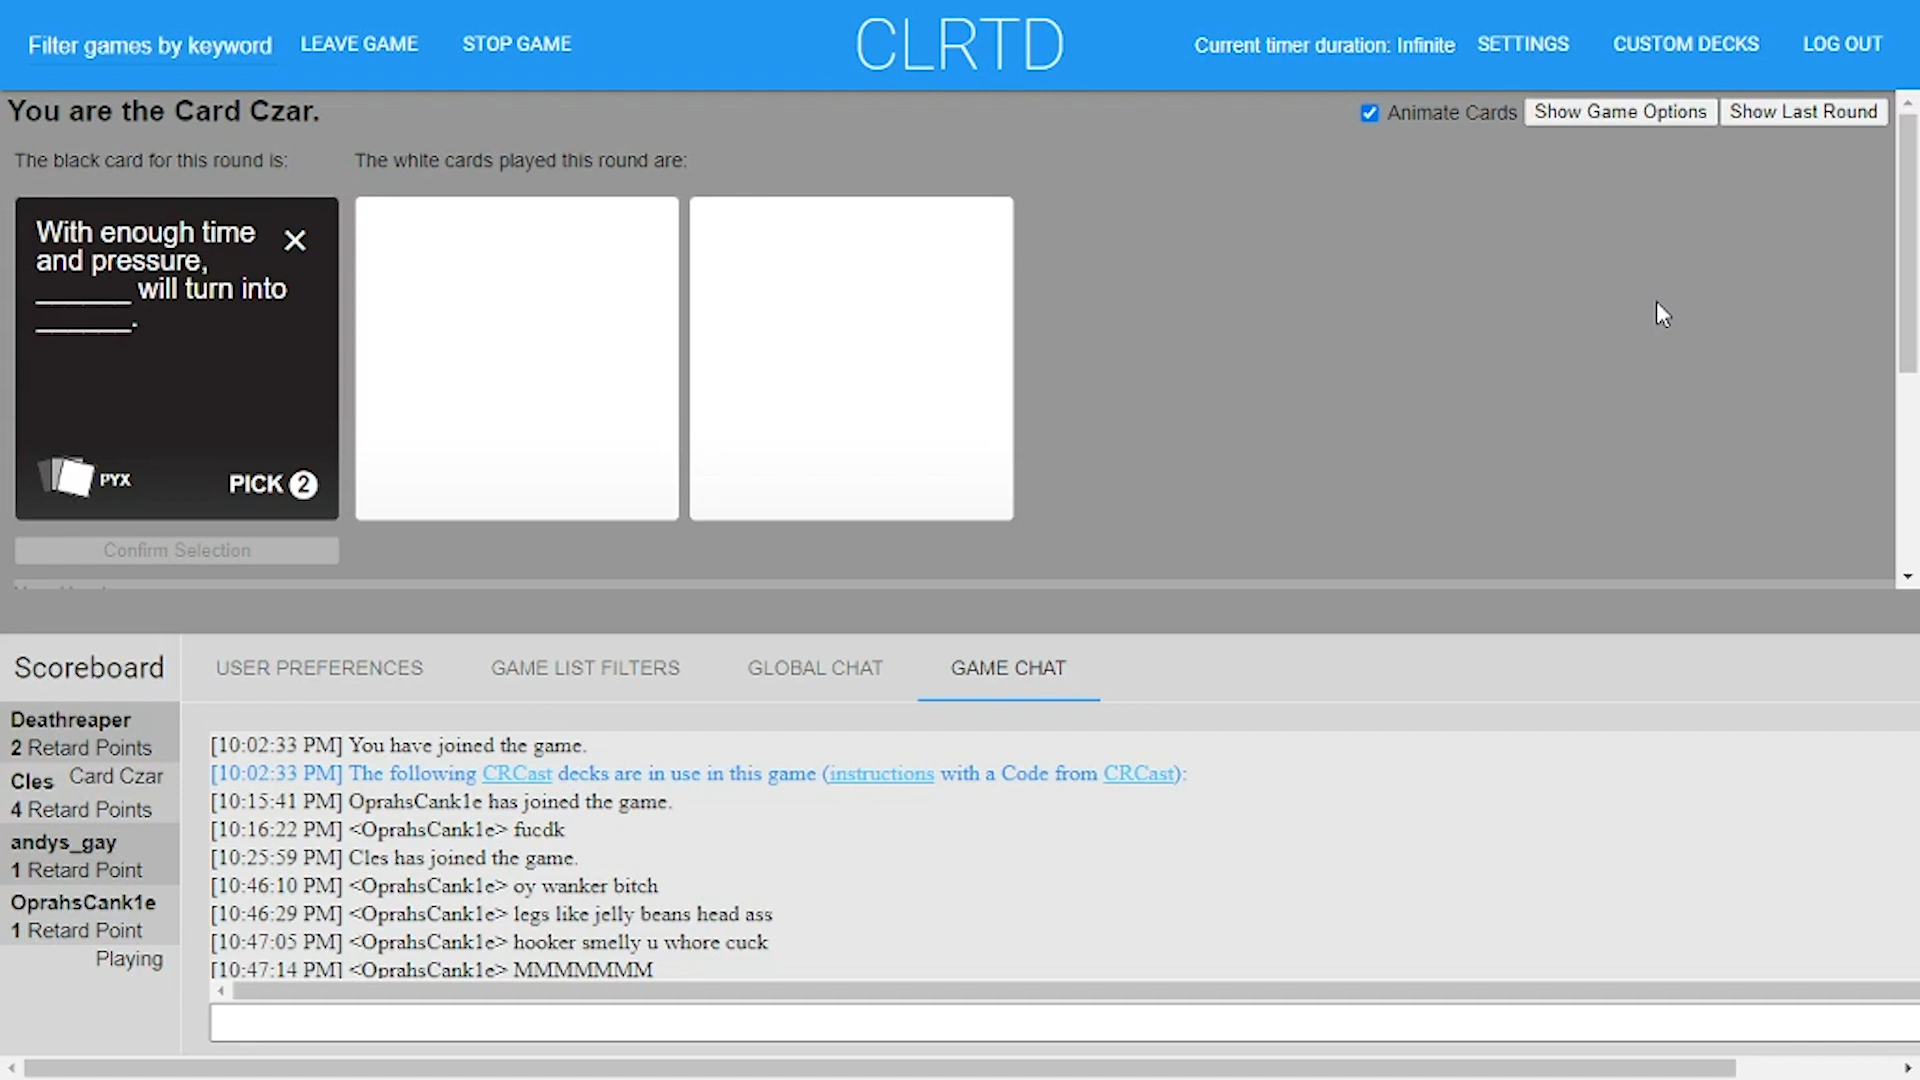 Filter games by keyword LEAVE GAME STOP GAME CLRTD Current timer duration: Infinite SETTINGS CUSTOM DECKS LOG OUT
You are the Card Czar.
Animate Cards Show Game Options Show Last Round
The black card for this round is: The white cards played this round are:
With enough time
and pressure,
_______ will turn into
_______.
PYX PICK 2
Confirm Selection
Scoreboard USER PREFERENCES GAME LIST FILTERS GLOBAL CHAT GAME CHAT
Deathreaper
2 Retard Points
Cles Card Czar
4 Retard Points
andys_gay
1 Retard Point
OprahsCank1e
1 Retard Point
Playing
[10:02:33 PM] You have joined the game.
[10:02:33 PM] The following CRCast decks are in use in this game (instructions with a Code from CRCast):
[10:15:41 PM] OprahsCank1e has joined the game.
[10:16:22 PM] <OprahsCank1e> fucdk
[10:25:59 PM] Cles has joined the game.
[10:46:10 PM] <OprahsCank1e> oy wanker bitch
[10:46:29 PM] <OprahsCank1e> legs like jelly beans head ass
[10:47:05 PM] <OprahsCank1e> hooker smelly u whore cuck
[10:47:14 PM] <OprahsCank1e> MMMMMMM